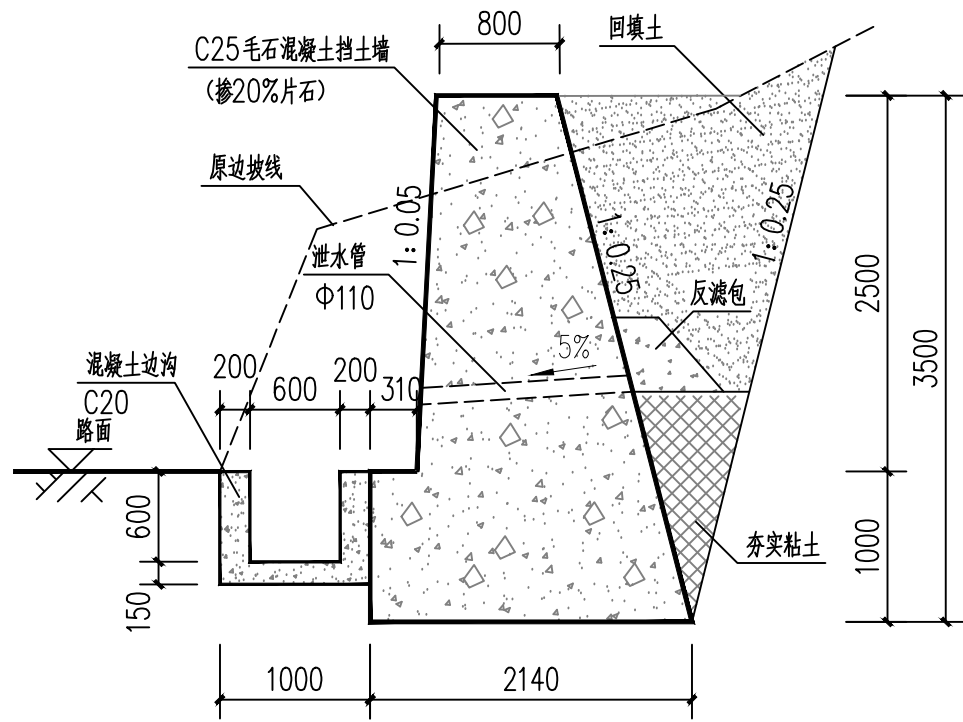 800
C25毛石混凝土挡土墙
(掺20%片石)
回填土
原边坡线
1:0.05
1:0.25
1:0.25
泄水管
Φ110
反滤包
2500
3500
5%
混凝土边沟
C20
200
600
200
310
路面
600
150
夯实粘土
1000
1000
2140